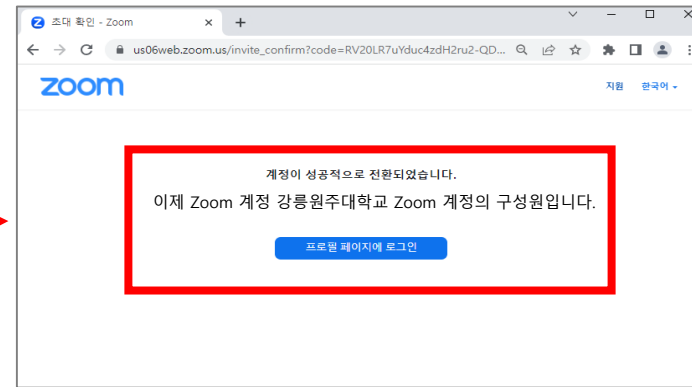 초대 확인 - Zoom
us06web.zoom.us/invite_confirm?code=RV20LR7uYduc4zdH2ru2-QD...
zoom
지원 한국어
계정이 성공적으로 전환되었습니다.
이제 Zoom 계정 강릉원주대학교 Zoom 계정의 구성원입니다.
프로필 페이지에 로그인